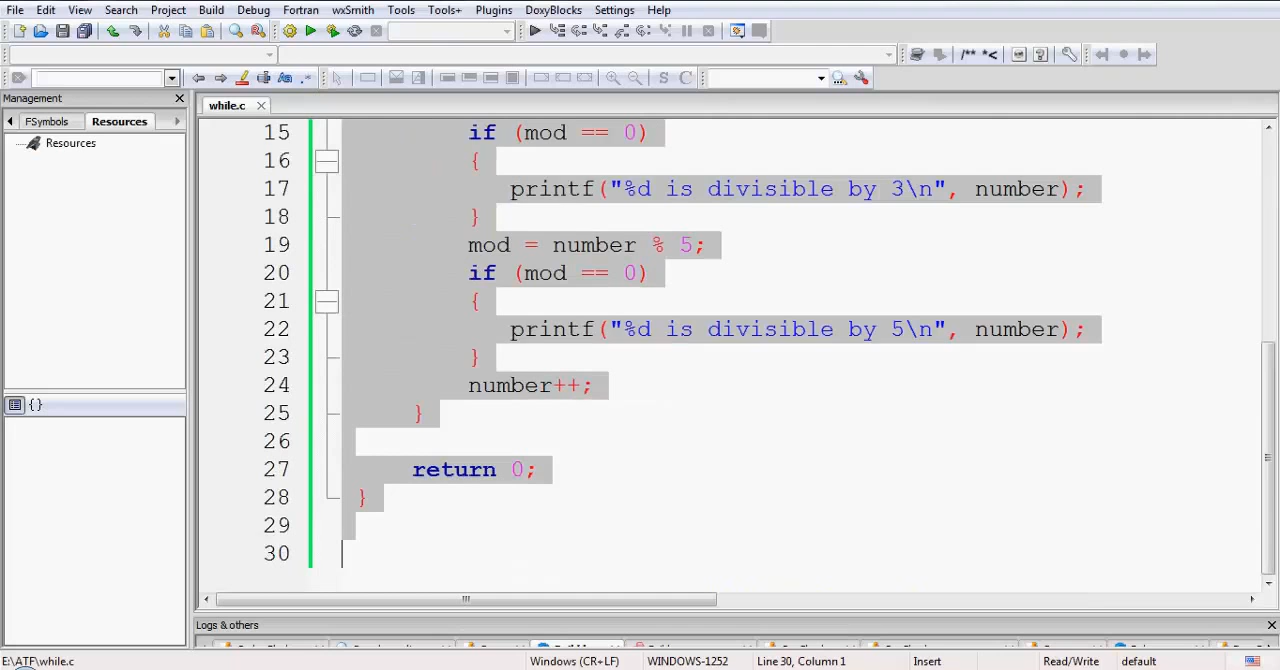 File Edit View Search Project Build Debug Fortran wxSmith Tools Tools+ Plugins DoxyBlocks Settings Help
/** *<
S C
Management
while.c
FSymbols Resources
Resources
15 if (mod == 0)
16 {
17 printf("%d is divisible by 3\n", number);
18 }
19 mod = number % 5;
20 if (mod == 0)
21 {
22 printf("%d is divisible by 5\n", number);
23 }
24 number++;
25 }
26
27 return 0;
28 }
29
30
{}
Logs & others
E:\ATF\while.c Windows (CR+LF) WINDOWS-1252 Line 30, Column 1 Insert Read/Write default